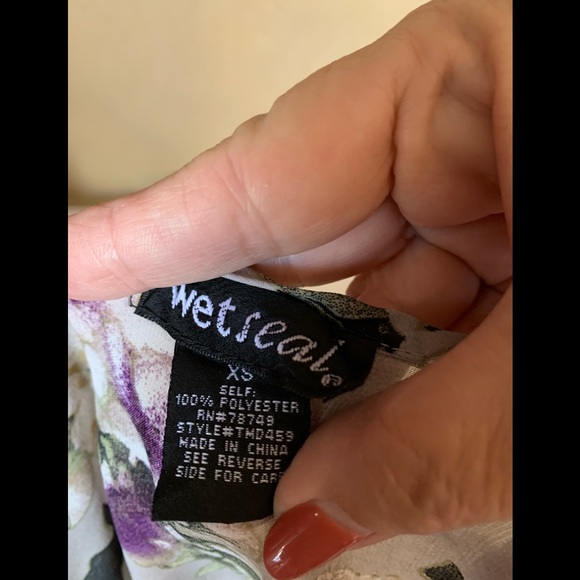 wet seal.
XS
SELF:
100% POLYESTER
RN#78749
STYLE#TMD459
MADE IN CHINA
SEE REVERSE
SIDE FOR CARE